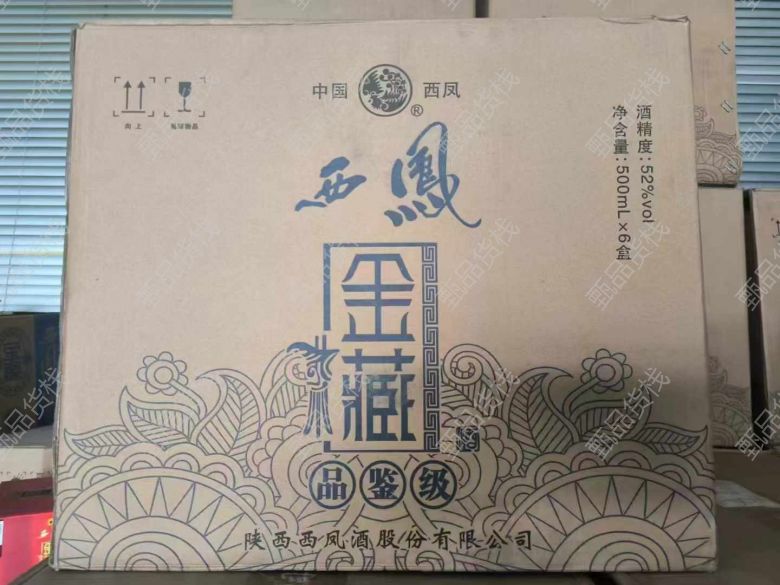 中国 西凤
®
向上 易碎物品
西鳳
酒精度:52%vol
净含量:500mL×6盒
金藏
品鉴级
陕西西凤酒股份有限公司
甄品货栈